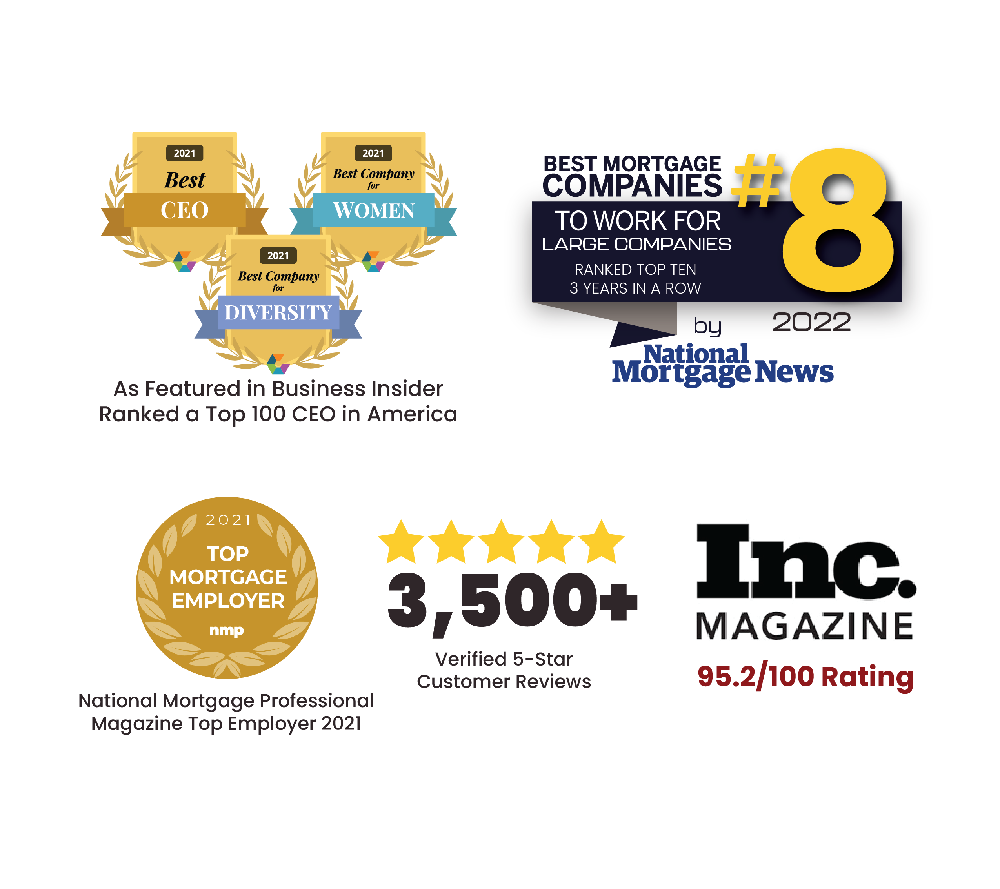 2021
Best
CEO
2021
Best Company
for
WOMEN
2021
Best Company
for
DIVERSITY
As Featured in Business Insider
Ranked a Top 100 CEO in America
BEST MORTGAGE
COMPANIES
#8
TO WORK FOR
LARGE COMPANIES
RANKED TOP TEN
3 YEARS IN A ROW
by
2022
National
Mortgage News
2021
TOP
MORTGAGE
EMPLOYER
nmp
National Mortgage Professional
Magazine Top Employer 2021
3,500+
Verified 5-Star
Customer Reviews
Inc.
MAGAZINE
95.2/100 Rating